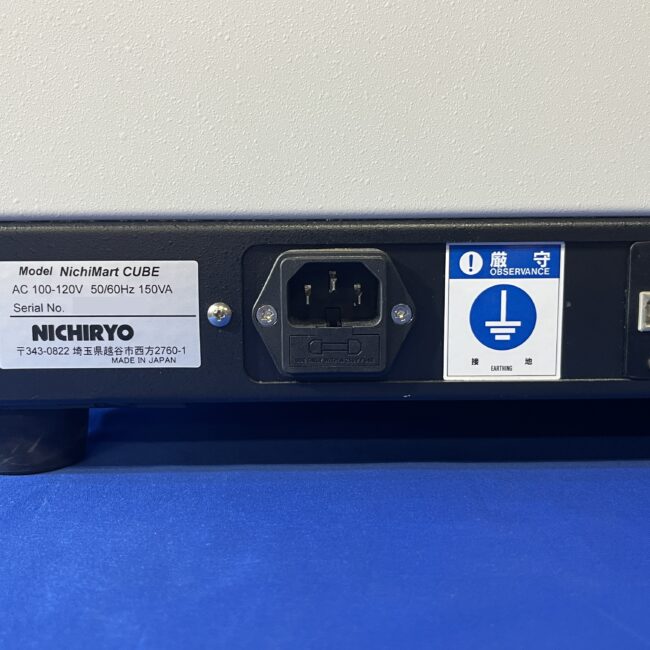 Model NichiMart CUBE
AC 100-120V 50/60Hz 150VA
Serial No.
NICHIRYO
〒343-0822 埼玉県越谷市西方2760-1
MADE IN JAPAN
厳守
OBSERVANCE
接地
EARTHING